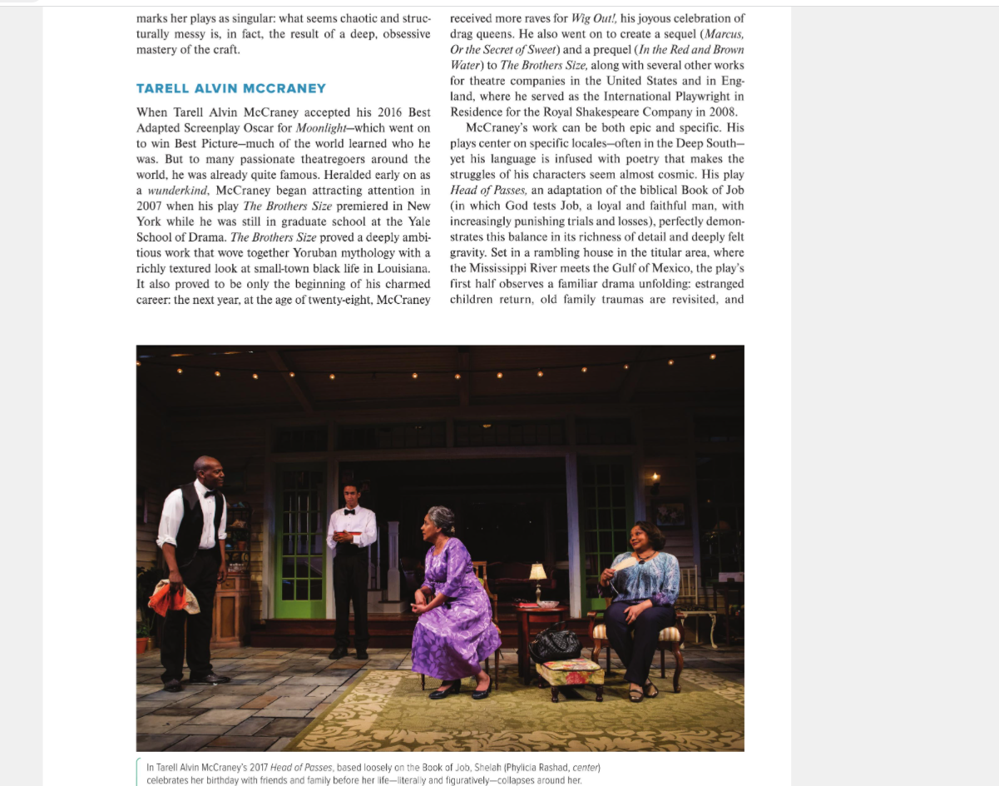 marks her plays as singular: what seems chaotic and struc-
turally messy is, in fact, the result of a deep, obsessive
mastery of the craft.
TARELL ALVIN MCCRANEY
When Tarell Alvin McCraney accepted his 2016 Best
Adapted Screenplay Oscar for Moonlight—which went on
to win Best Picture—much of the world learned who he
was. But to many passionate theatregoers around the
world, he was already quite famous. Heralded early on as
a wunderkind, McCraney began attracting attention in
2007 when his play The Brothers Size premiered in New
York while he was still in graduate school at the Yale
School of Drama. The Brothers Size proved a deeply ambi-
tious work that wove together Yoruban mythology with a
richly textured look at small-town black life in Louisiana.
It also proved to be only the beginning of his charmed
career: the next year, at the age of twenty-eight, McCraney
received more raves for Wig Out!, his joyous celebration of
drag queens. He also went on to create a sequel (Marcus,
Or the Secret of Sweet) and a prequel (In the Red and Brown
Water) to The Brothers Size, along with several other works
for theatre companies in the United States and in Eng-
land, where he served as the International Playwright in
Residence for the Royal Shakespeare Company in 2008.
McCraney's work can be both epic and specific. His
plays center on specific locales—often in the Deep South—
yet his language is infused with poetry that makes the
struggles of his characters seem almost cosmic. His play
Head of Passes, an adaptation of the biblical Book of Job
(in which God tests Job, a loyal and faithful man, with
increasingly punishing trials and losses), perfectly demon-
strates this balance in its richness of detail and deeply felt
gravity. Set in a rambling house in the titular area, where
the Mississippi River meets the Gulf of Mexico, the play's
first half observes a familiar drama unfolding: estranged
children return, old family traumas are revisited, and
In Tarell Alvin McCraney's 2017 Head of Passes, based loosely on the Book of Job, Shelah (Phylicia Rashad, center)
celebrates her birthday with friends and family before her life—literally and figuratively—collapses around her.